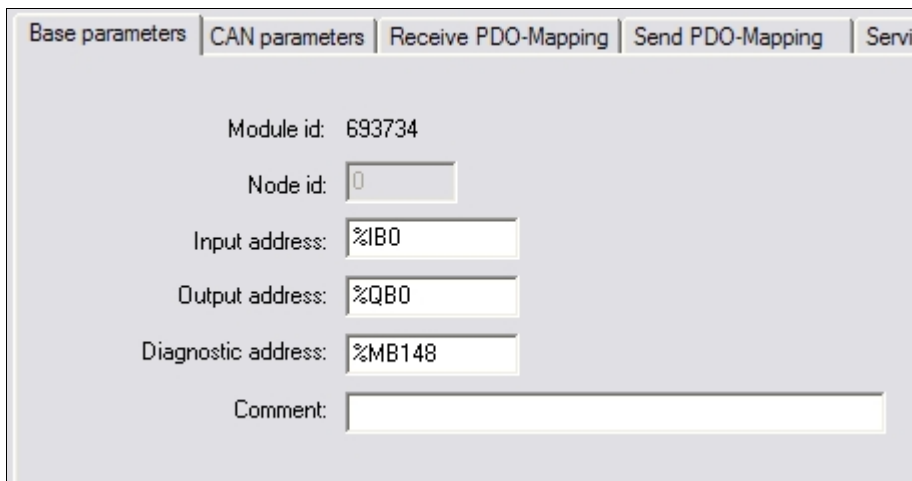 Base parameters CAN parameters Receive PDO-Mapping Send PDO-Mapping Servi
Module id: 693734
Node id: 0
Input address: %IB0
Output address: %QB0
Diagnostic address: %MB148
Comment: